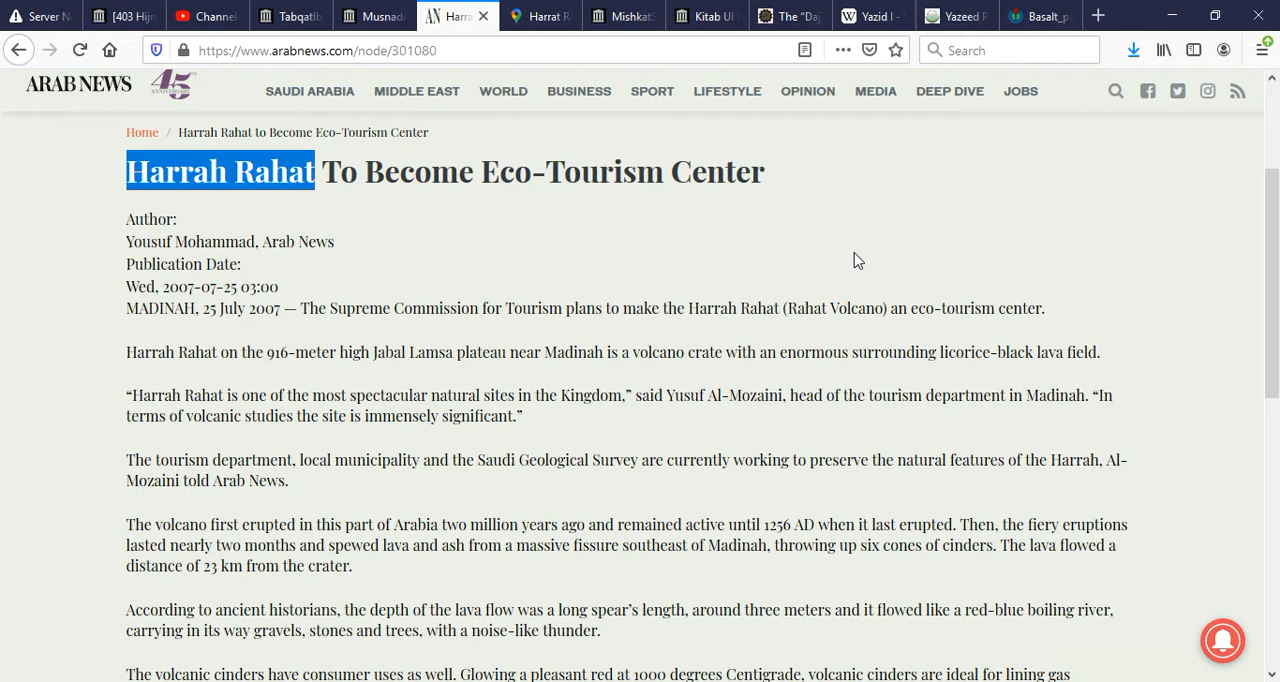 Server N
[403 Hijr
Channel
TabqatIb
Musnad
AN Harra
Harrat R
MishkatS
Kitab Ul
The "Daj
W Yazid I -
Yazeed P
Basalt_p
https://www.arabnews.com/node/301080
Search
ARAB NEWS
45
ANNIVERSARY
SAUDI ARABIA
MIDDLE EAST
WORLD
BUSINESS
SPORT
LIFESTYLE
OPINION
MEDIA
DEEP DIVE
JOBS
Home / Harrah Rahat to Become Eco-Tourism Center
Harrah Rahat To Become Eco-Tourism Center
Author:
Yousuf Mohammad, Arab News
Publication Date:
Wed, 2007-07-25 03:00
MADINAH, 25 July 2007 — The Supreme Commission for Tourism plans to make the Harrah Rahat (Rahat Volcano) an eco-tourism center.
Harrah Rahat on the 916-meter high Jabal Lamsa plateau near Madinah is a volcano crate with an enormous surrounding licorice-black lava field.
“Harrah Rahat is one of the most spectacular natural sites in the Kingdom,” said Yusuf Al-Mozaini, head of the tourism department in Madinah. “In
terms of volcanic studies the site is immensely significant.”
The tourism department, local municipality and the Saudi Geological Survey are currently working to preserve the natural features of the Harrah, Al-
Mozaini told Arab News.
The volcano first erupted in this part of Arabia two million years ago and remained active until 1256 AD when it last erupted. Then, the fiery eruptions
lasted nearly two months and spewed lava and ash from a massive fissure southeast of Madinah, throwing up six cones of cinders. The lava flowed a
distance of 23 km from the crater.
According to ancient historians, the depth of the lava flow was a long spear’s length, around three meters and it flowed like a red-blue boiling river,
carrying in its way gravels, stones and trees, with a noise-like thunder.
The volcanic cinders have consumer uses as well. Glowing a pleasant red at 1000 degrees Centigrade, volcanic cinders are ideal for lining gas